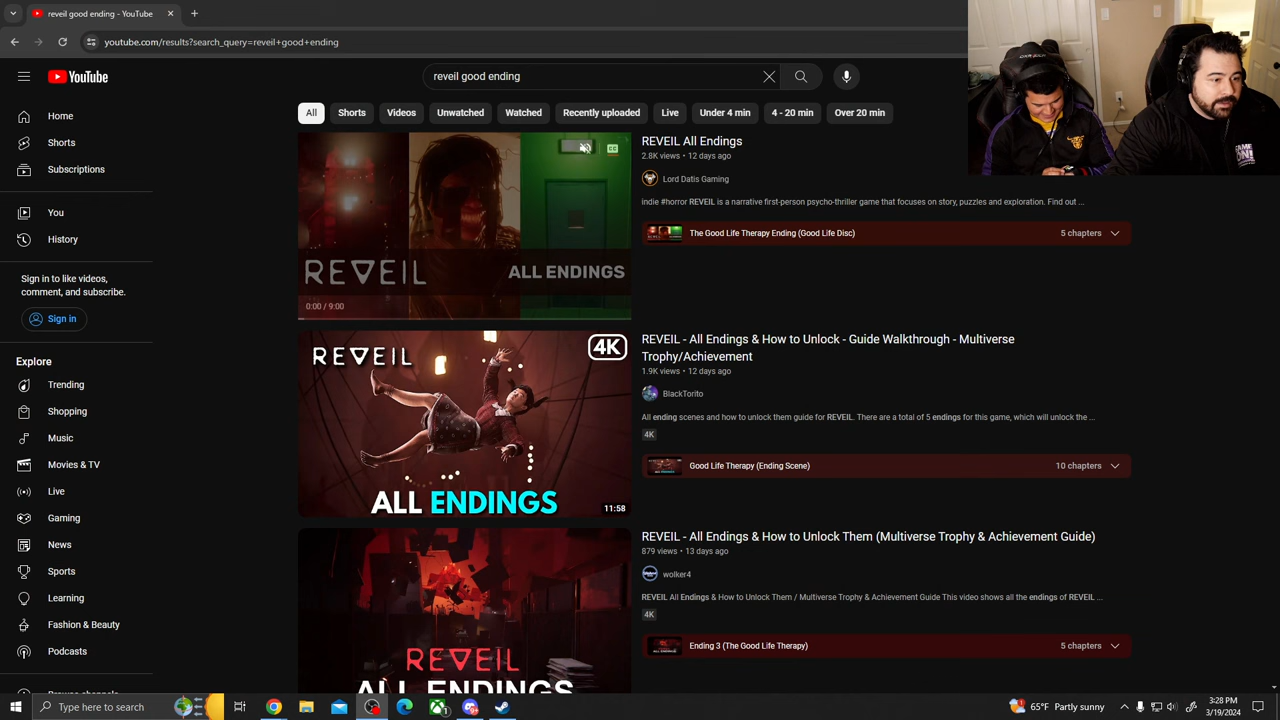 reveil good ending - YouTube
youtube.com/results?search_query=reveil+good+ending
YouTube
reveil good ending
All
Shorts
Videos
Unwatched
Watched
Recently uploaded
Live
Under 4 min
4 - 20 min
Over 20 min
Home
Shorts
Subscriptions
You
History
Sign in to like videos,
comment, and subscribe.
Sign in
Explore
Trending
Shopping
Music
Movies & TV
Live
Gaming
News
Sports
Learning
Fashion & Beauty
Podcasts
CC
REVEIL
ALL ENDINGS
0:00 / 9:00
REVEIL All Endings
2.8K views • 12 days ago
Lord Datis Gaming
indie #horror REVEIL is a narrative first-person psycho-thriller game that focuses on story, puzzles and exploration. Find out ...
The Good Life Therapy Ending (Good Life Disc)
5 chapters
REVEIL
4K
ALL ENDINGS
11:58
REVEIL - All Endings & How to Unlock - Guide Walkthrough - Multiverse
Trophy/Achievement
1.9K views • 12 days ago
BlackTorito
All ending scenes and how to unlock them guide for REVEIL. There are a total of 5 endings for this game, which will unlock the ...
4K
Good Life Therapy (Ending Scene)
10 chapters
REVEIL
ALL ENDINGS
REVEIL - All Endings & How to Unlock Them (Multiverse Trophy & Achievement Guide)
879 views • 13 days ago
wolker4
REVEIL All Endings & How to Unlock Them / Multiverse Trophy & Achievement Guide This video shows all the endings of REVEIL ...
4K
Ending 3 (The Good Life Therapy)
5 chapters
Type here to search
65°F Partly sunny
3:28 PM
3/19/2024